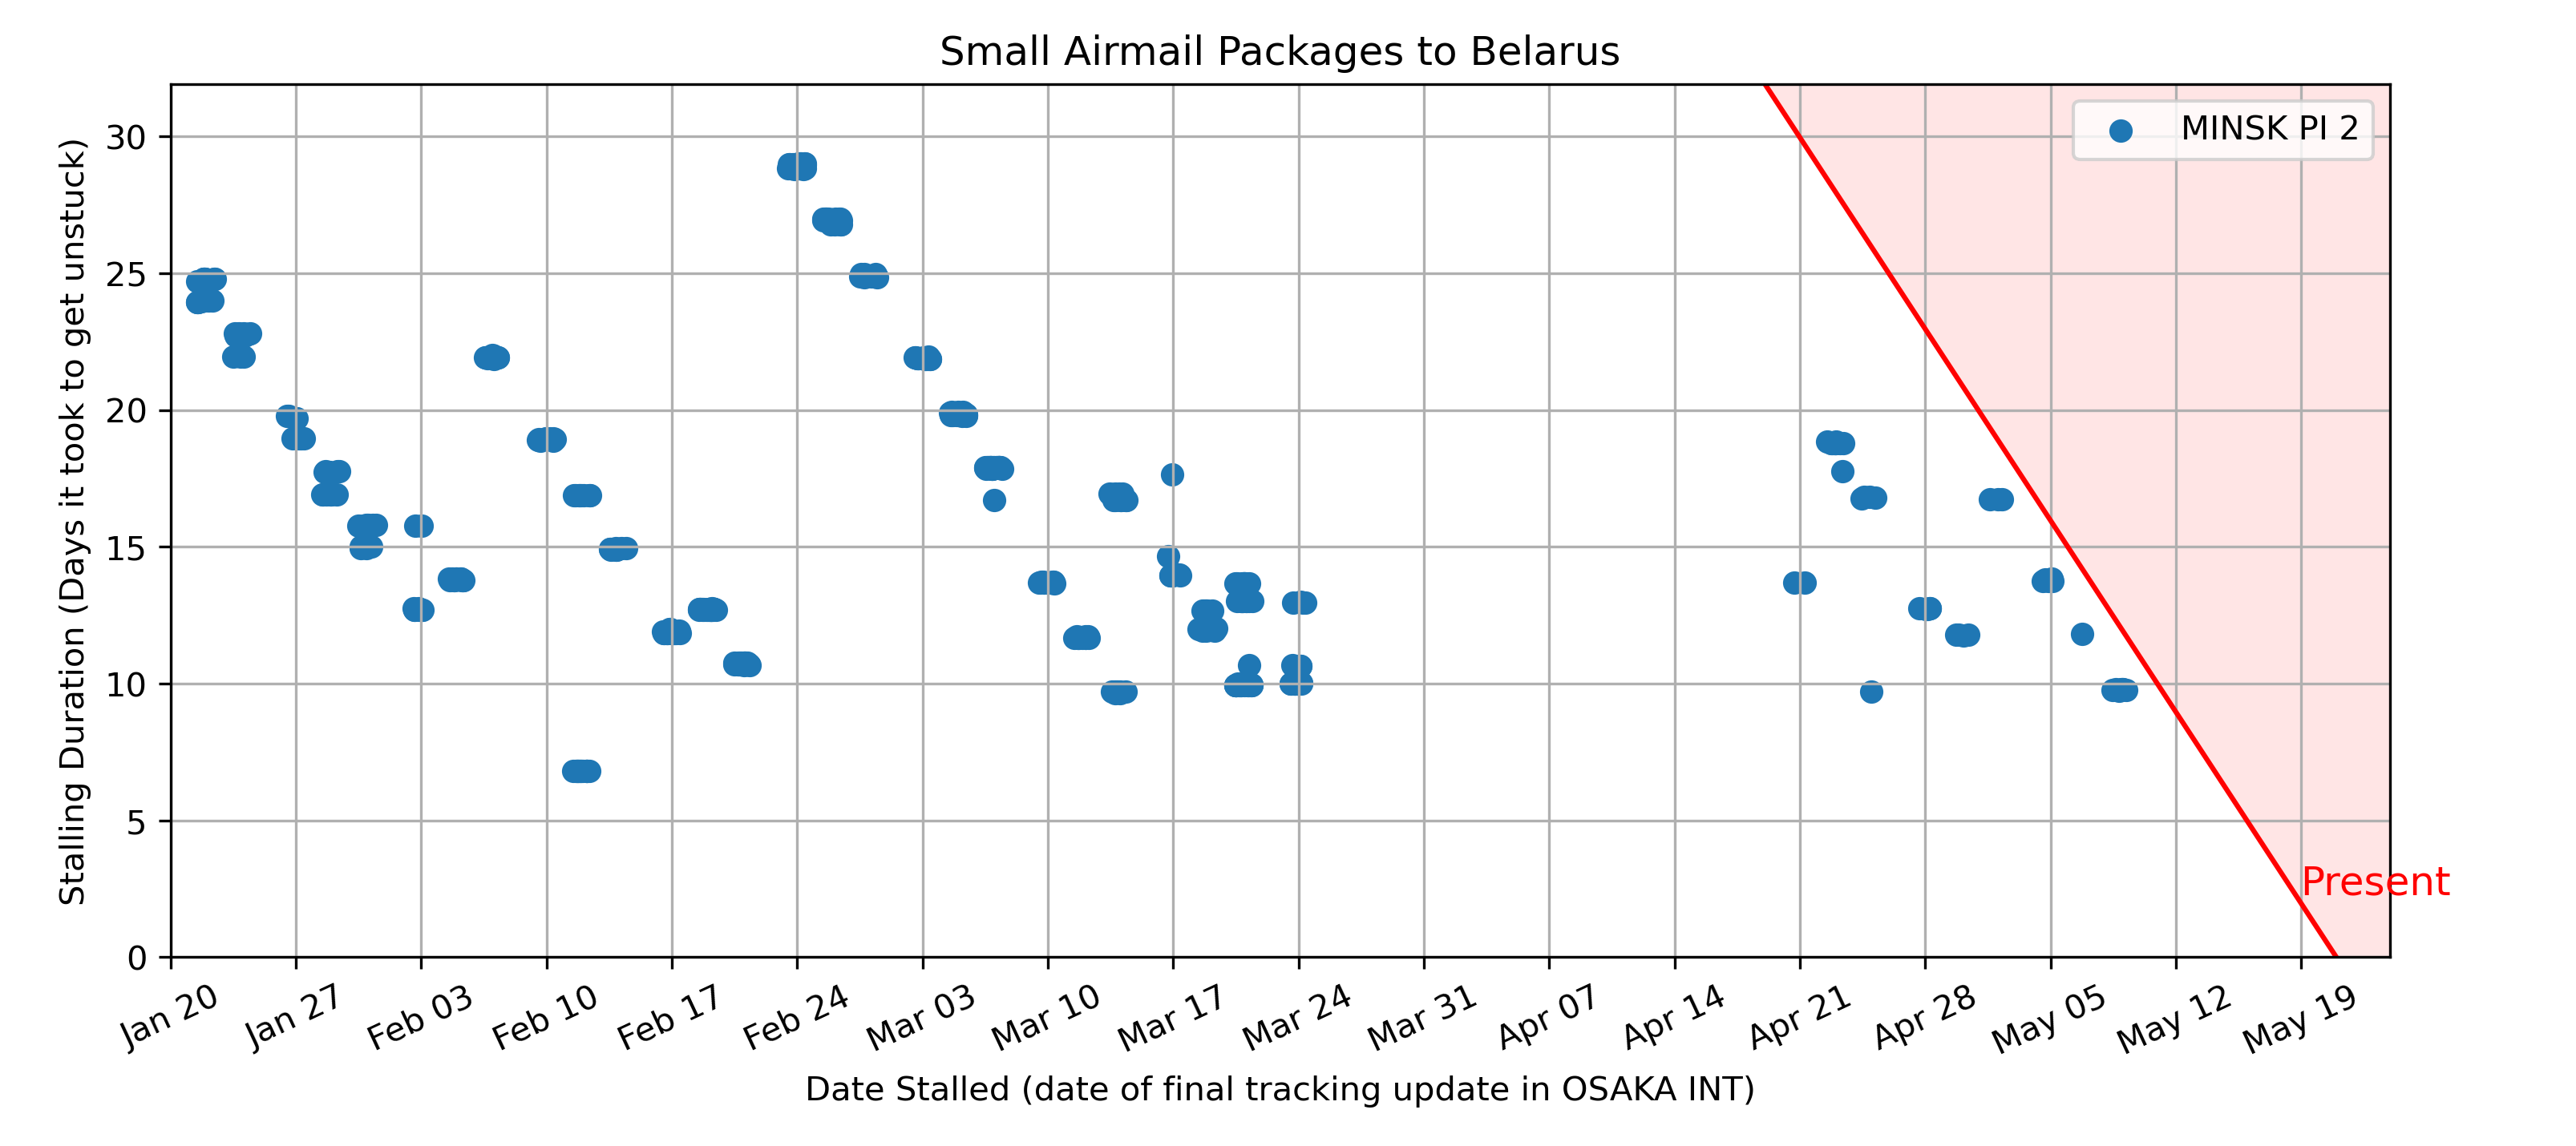 Small Airmail Packages to Belarus
Stalling Duration (Days it took to get unstuck)
30
25
20
15
10
5
0
MINSK PI 2
Present
Jan 20
Jan 27
Feb 03
Feb 10
Feb 17
Feb 24
Mar 03
Mar 10
Mar 17
Mar 24
Mar 31
Apr 07
Apr 14
Apr 21
Apr 28
May 05
May 12
May 19
Date Stalled (date of final tracking update in OSAKA INT)